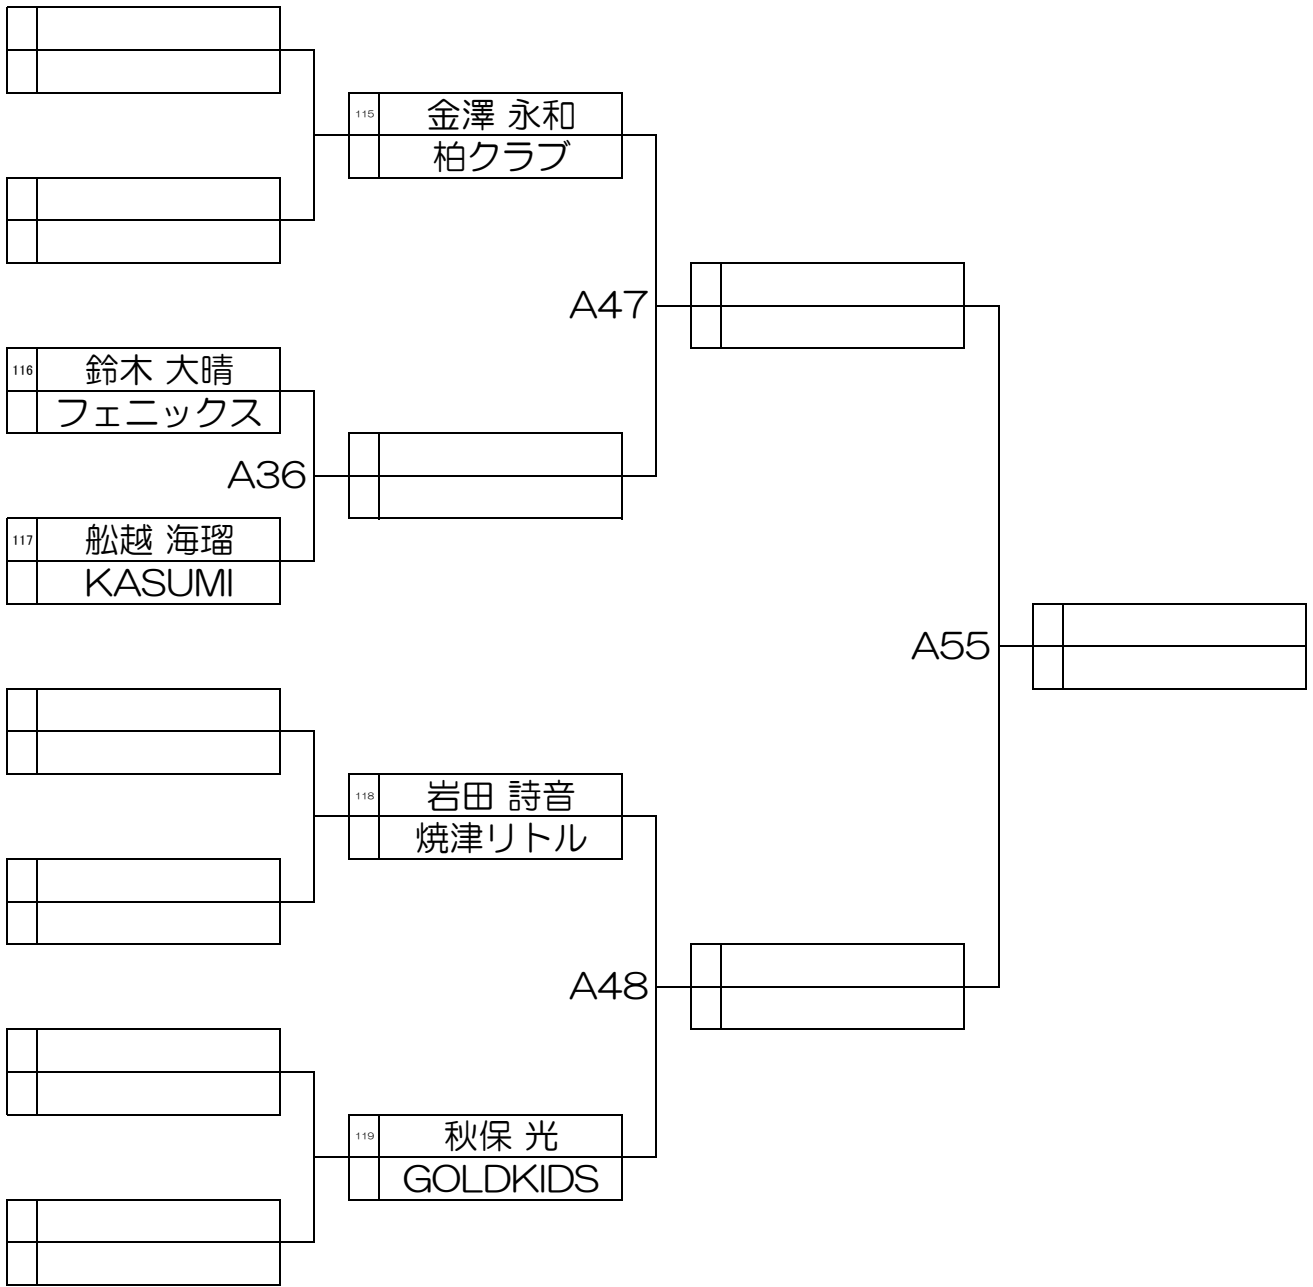 115 金澤 永和
柏クラブ
A47
116 鈴木 大晴
フェニックス
A36
117 舩越 海瑠
KASUMI
A55
118 岩田 詩音
焼津リトル
A48
119 秋保 光
GOLDKIDS